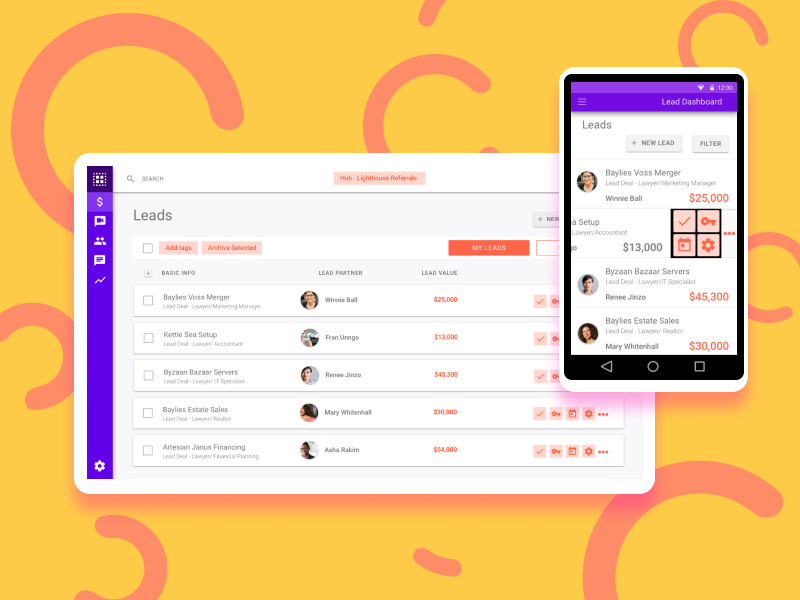 SEARCH
Hub - Lighthouse Referrals
Leads
+ NEW
Add tags
Archive Selected
MY LEADS
BASIC INFO
LEAD PARTNER
LEAD VALUE
Baylies Voss Merger
Lead Deal - Lawyer/Marketing Manager
Winnie Ball
$25,000
Kettle Sea Setup
Lead Deal - Lawyer/ Accountant
Fran Unngo
$13,000
Byzaan Bazaar Servers
Lead Deal - Lawyer/ IT Specialist
Renee Jinzo
$45,300
Baylies Estate Sales
Lead Deal - Lawyer/ Realtor
Mary Whitenhall
$30,000
Artesian Janus Financing
Lead Deal - Lawyer/ Financial Planning
Aaha Rakim
$54,000
12:30
Lead Dashboard
Leads
+ NEW LEAD
FILTER
Baylies Voss Merger
Lead Deal - Lawyer/Marketing Manager
Winnie Ball
$25,000
a Setup
Lawyer/Accountant
go
$13,000
Byzaan Bazaar Servers
Lead Deal - Lawyer/IT Specialist
Renee Jinzo
$45,300
Baylies Estate Sales
Lead Deal - Lawyer/ Realtor
Mary Whitenhall
$30,000